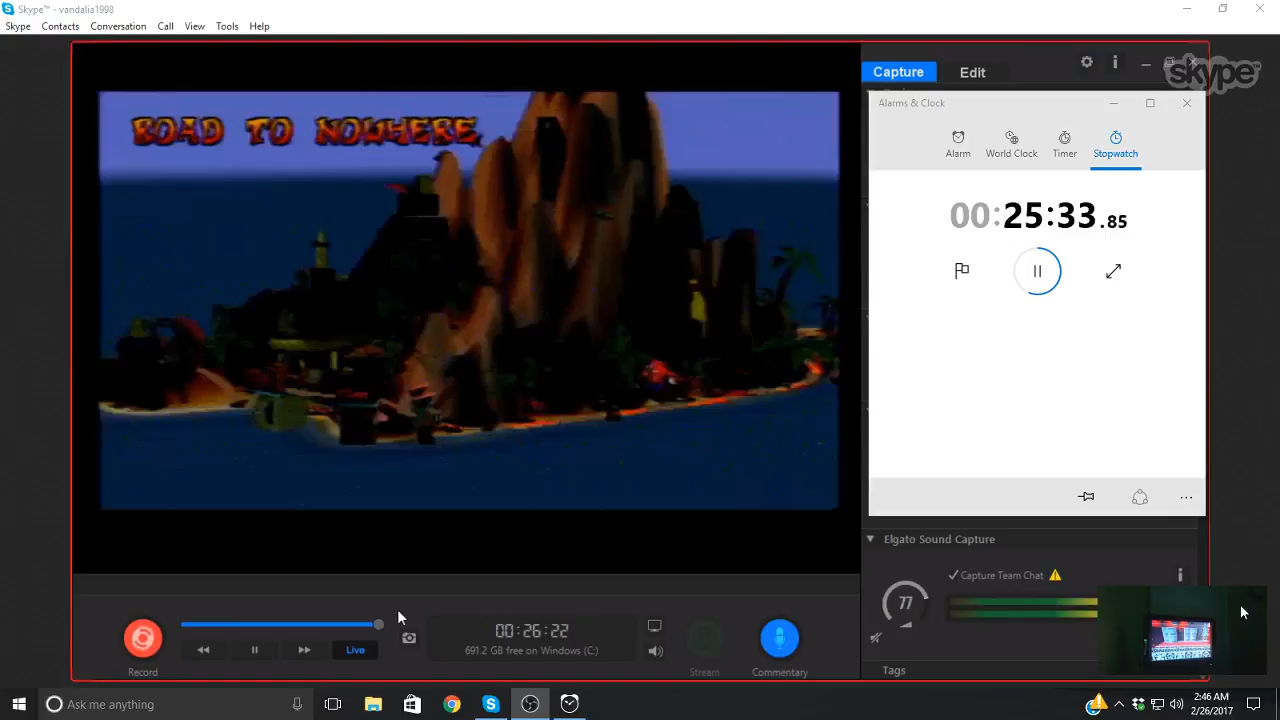 Skype™ - vandalia1998
Skype Contacts Conversation Call View Tools Help
skype
Capture Edit
ROAD TO NOWHERE
Alarms & Clock
Alarm World Clock Timer Stopwatch
00:25:33.85
Elgato Sound Capture
Capture Team Chat
77
00:26:22
691.2 GB free on Windows (C:)
Live
Record Stream Commentary
Tags
Ask me anything
2:46 AM
2/26/2017